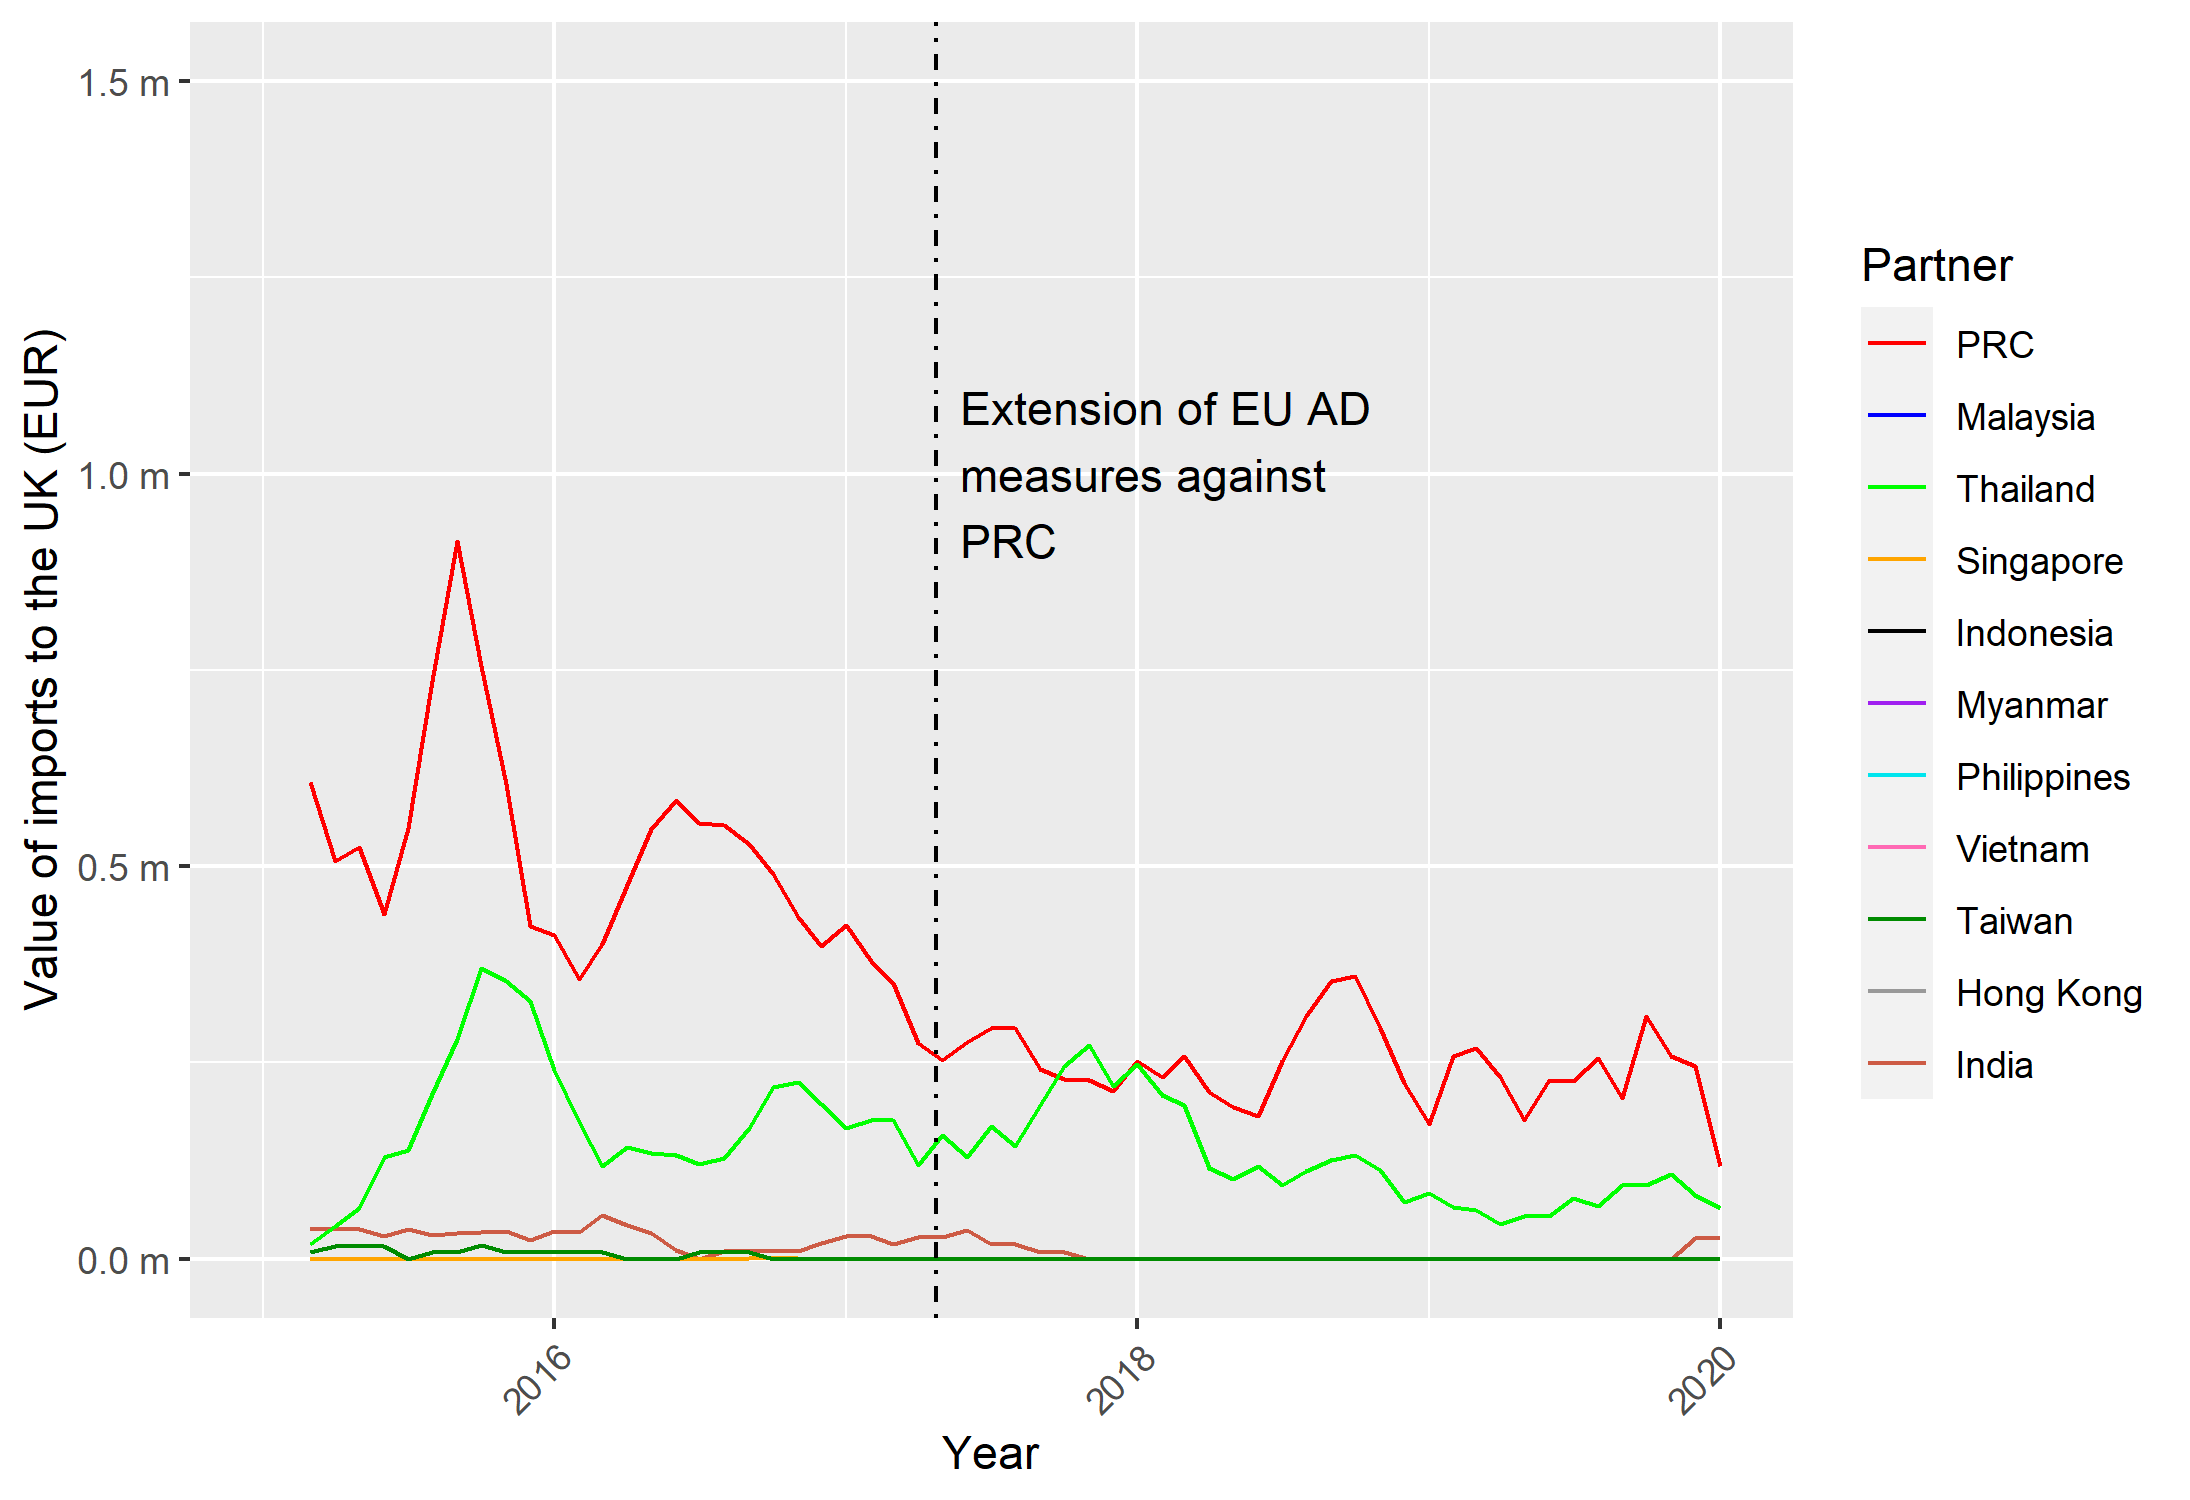 Value of imports to the UK (EUR)
1.5 m
1.0 m
0.5 m
0.0 m
Extension of EU AD
measures against
PRC
2016
2018
2020
Year
Partner
PRC
Malaysia
Thailand
Singapore
Indonesia
Myanmar
Philippines
Vietnam
Taiwan
Hong Kong
India